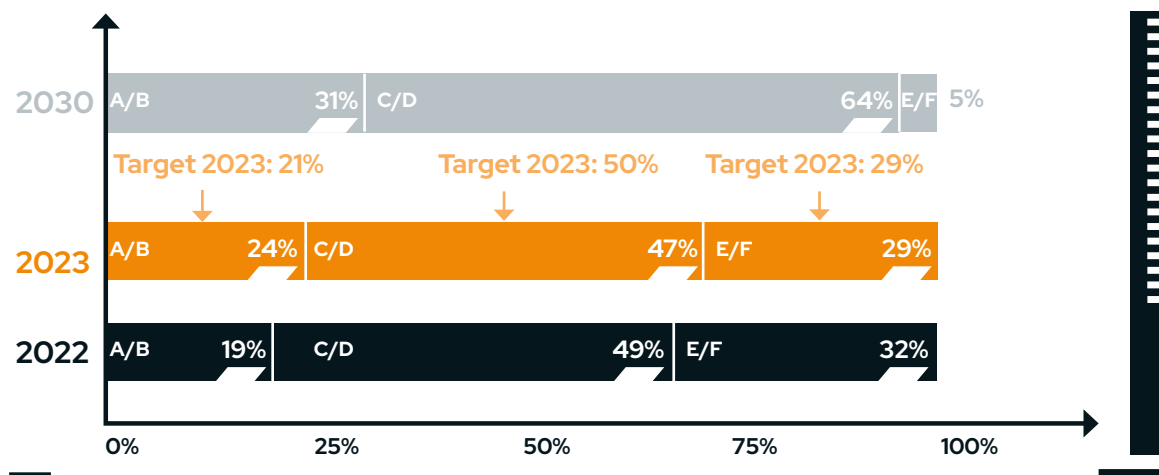 2030 A/B 31% C/D 64% E/F 5%
Target 2023: 21% Target 2023: 50% Target 2023: 29%
2023 A/B 24% C/D 47% E/F 29%
2022 A/B 19% C/D 49% E/F 32%
0% 25% 50% 75% 100%